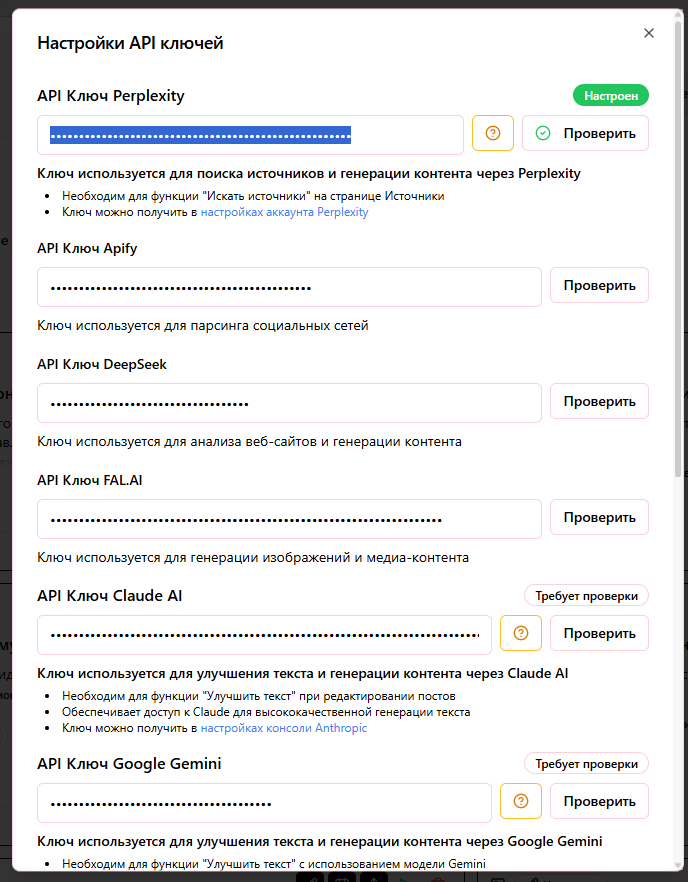 Настройки API ключей
API Ключ Perplexity
Настроен
Проверить
Ключ используется для поиска источников и генерации контента через Perplexity
• Необходим для функции "Искать источники" на странице Источники
• Ключ можно получить в настройках аккаунта Perplexity
API Ключ Apify
Проверить
Ключ используется для парсинга социальных сетей
API Ключ DeepSeek
Проверить
Ключ используется для анализа веб-сайтов и генерации контента
API Ключ FAL.AI
Проверить
Ключ используется для генерации изображений и медиа-контента
API Ключ Claude AI
Требует проверки
Проверить
Ключ используется для улучшения текста и генерации контента через Claude AI
• Необходим для функции "Улучшить текст" при редактировании постов
• Обеспечивает доступ к Claude для высококачественной генерации текста
• Ключ можно получить в настройках консоли Anthropic
API Ключ Google Gemini
Требует проверки
Проверить
Ключ используется для улучшения текста и генерации контента через Google Gemini
• Необходим для функции "Улучшить текст" с использованием модели Gemini